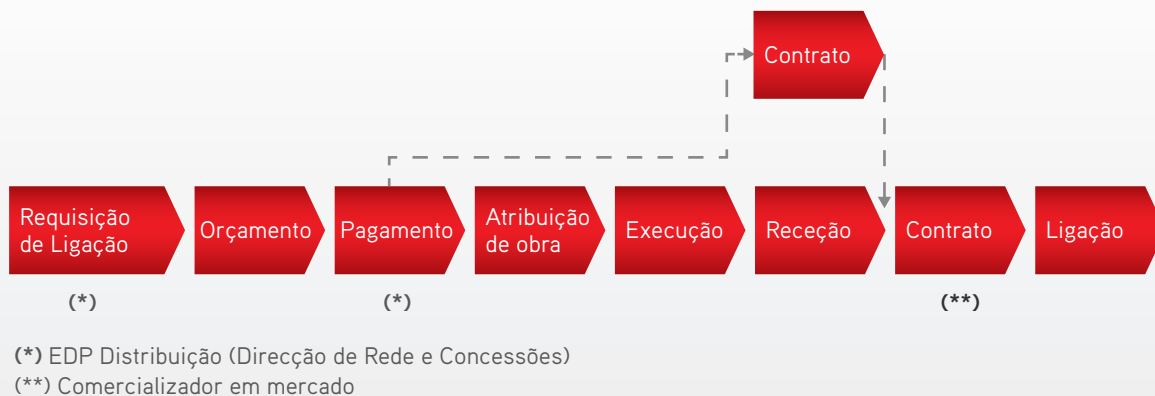 Contrato
Requisição
de Ligação
Orçamento
Pagamento
Atribuição
de obra
Execução
Receção
Contrato
Ligação
(*)
(*)
(**)
(*) EDP Distribuição (Direcção de Rede e Concessões)
(**) Comercializador em mercado